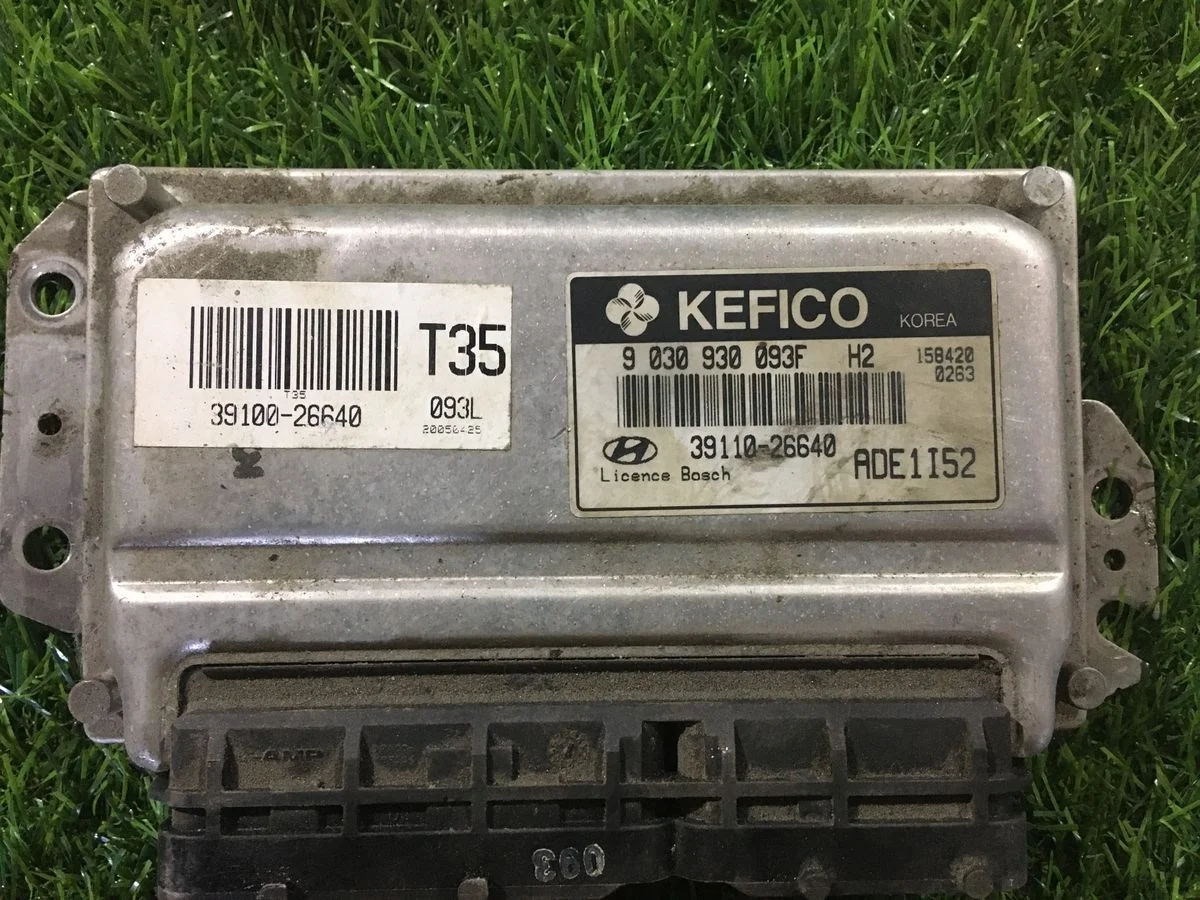 T35
T35
39100-26640
093L
20050425
KEFICO
KOREA
9 030 930 093F H2
158420
0263
39110-26640
Licence Bosch
ADE1I52
AMP
093